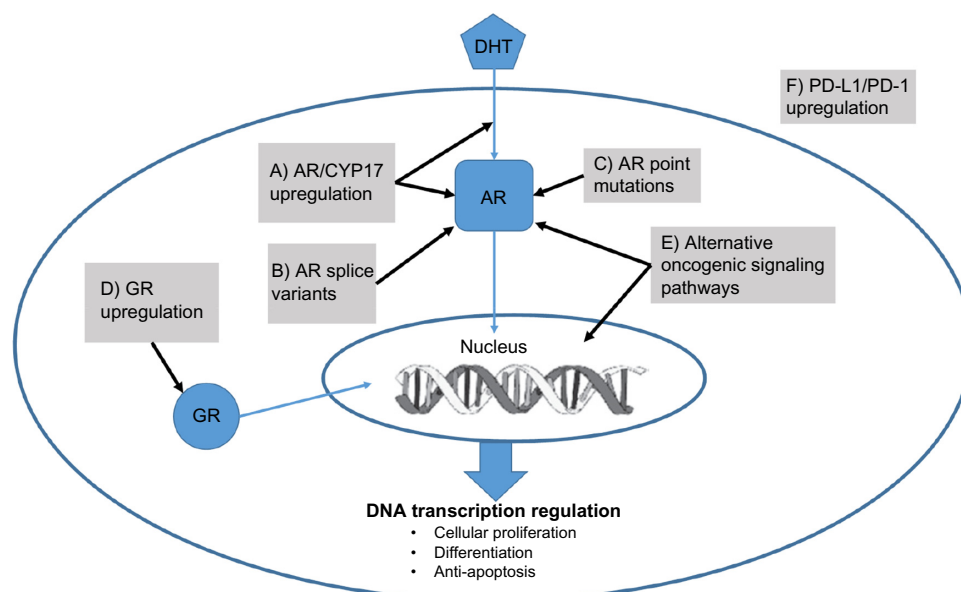 DHT
F) PD-L1/PD-1
upregulation
A) AR/CYP17
upregulation
C) AR point
mutations
AR
B) AR splice
variants
E) Alternative
oncogenic signaling
pathways
D) GR
upregulation
Nucleus
GR
DNA transcription regulation
• Cellular proliferation
• Differentiation
• Anti-apoptosis